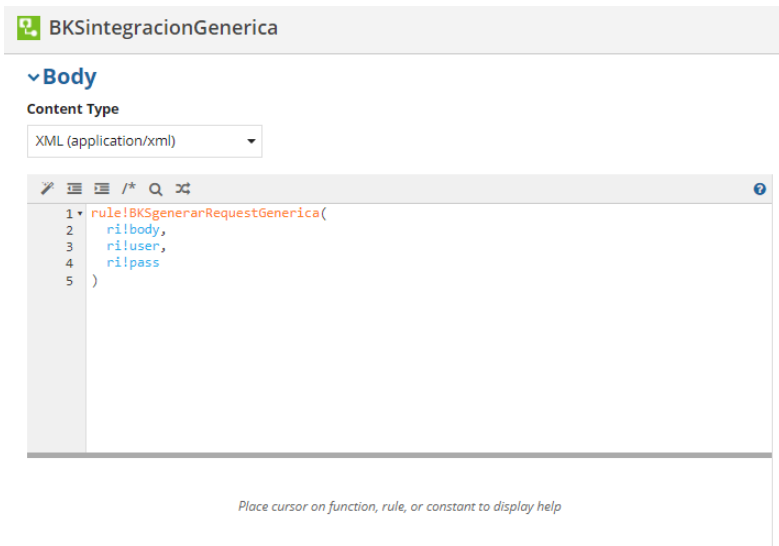 BKSintegracionGenerica
Body
Content Type
XML (application/xml)
/*
1 rule!BKSgenerarRequestGenerica(
2 ri!body,
3 ri!user,
4 ri!pass
5 )
Place cursor on function, rule, or constant to display help